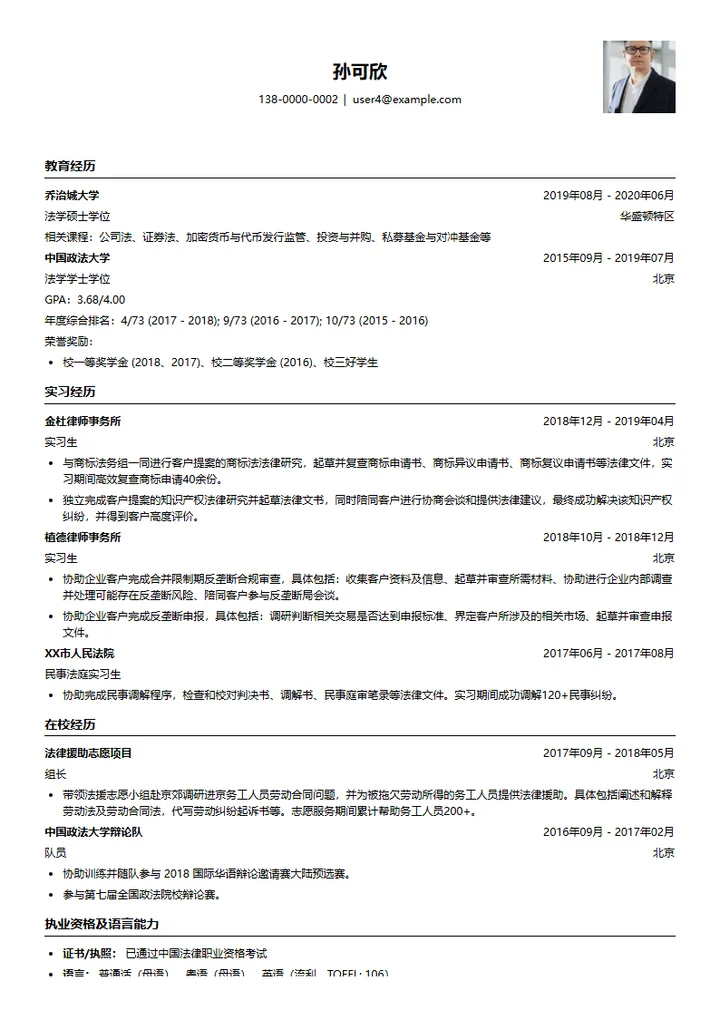 孙可欣
138-0000-0002 | user4@example.com
教育经历
乔治城大学 2019年08月 - 2020年06月
法学硕士学位 华盛顿特区
相关课程：公司法、证券法、加密货币与代币发行监管、投资与并购、私募基金与对冲基金等
中国政法大学 2015年09月 - 2019年07月
法学学士学位 北京
GPA：3.68/4.00
年度综合排名：4/73 (2017 - 2018); 9/73 (2016 - 2017); 10/73 (2015 - 2016)
荣誉奖励：
• 校一等奖学金 (2018、2017)、校二等奖学金 (2016)、校三好学生
实习经历
金杜律师事务所 2018年12月 - 2019年04月
实习生 北京
• 与商标法务组一同进行客户提案的商标法法律研究，起草并复查商标申请书、商标异议申请书、商标复议申请书等法律文件，实
习期间高效复查商标申请40余份。
• 独立完成客户提案的知识产权法律研究并起草法律文书，同时陪同客户进行协商会谈和提供法律建议，最终成功解决该知识产权
纠纷，并得到客户高度评价。
植德律师事务所 2018年10月 - 2018年12月
实习生 北京
• 协助企业客户完成合并限制期反垄断合规审查，具体包括：收集客户资料及信息、起草并审查所需材料、协助进行企业内部调查
并处理可能存在反垄断风险、陪同客户参与反垄断局会谈。
• 协助企业客户完成反垄断申报，具体包括：调研判断相关交易是否达到申报标准、界定客户所涉及的相关市场、起草并审查申报
文件。
XX市人民法院 2017年06月 - 2017年08月
民事法庭实习生
• 协助完成民事调解程序，检查和校对判决书、调解书、民事庭审笔录等法律文件。实习期间成功调解120+民事纠纷。
在校经历
法律援助志愿项目 2017年09月 - 2018年05月
组长 北京
• 带领法援志愿小组赴京郊调研进京务工人员劳动合同问题，并为被拖欠劳动所得的务工人员提供法律援助。具体包括阐述和解释
劳动法及劳动合同法，代写劳动纠纷起诉书等。志愿服务期间累计帮助务工人员200+。
中国政法大学辩论队 2016年09月 - 2017年02月
队员 北京
• 协助训练并随队参与 2018 国际华语辩论邀请赛大陆预选赛。
• 参与第七届全国政法院校辩论赛。
执业资格及语言能力
• 证书/执照： 已通过中国法律职业资格考试
• 语言： 普通话（母语）、粤语（母语）、英语（流利，TOEFL: 106）